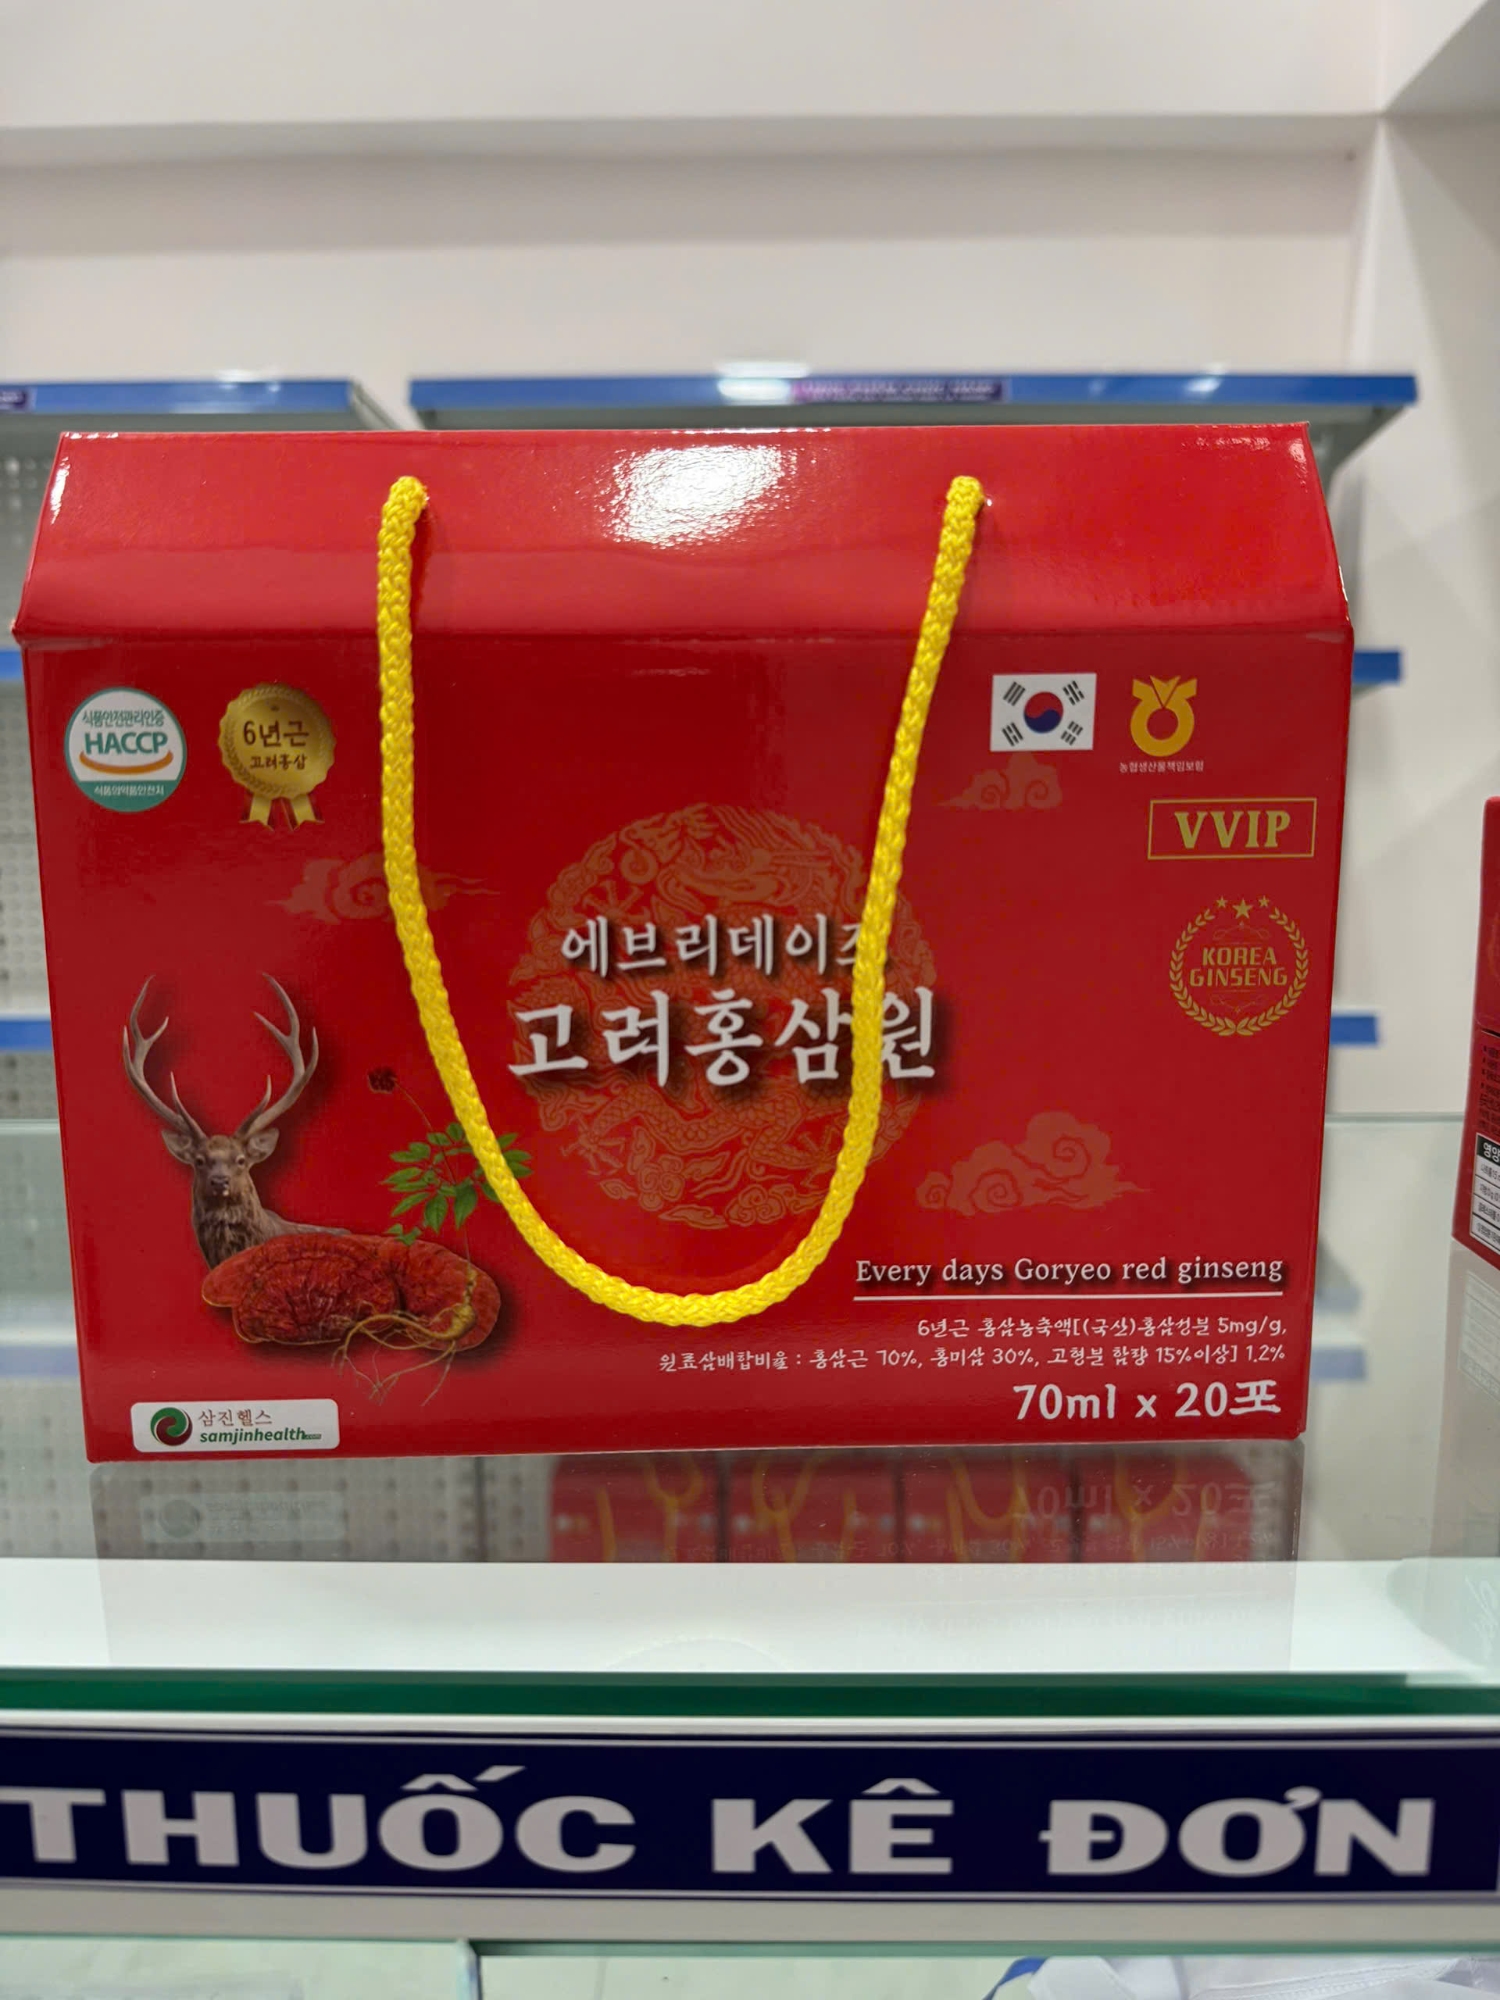 식품안전관리인증
HACCP
식품의약품안전처
6년근
고려홍삼
농협생산물책임보험
VVIP
KOREA
GINSENG
에브리데이즈
고려홍삼원
Every days Goryeo red ginseng
6년근 홍삼농축액[(국산)홍삼성분 5mg/g,
원료삼배합비율 : 홍삼근 70%, 홍미삼 30%, 고형분 함량 15%이상] 1.2%
70ml x 20포
삼진헬스
samjinhealth.com
THUỐC KÊ ĐƠN